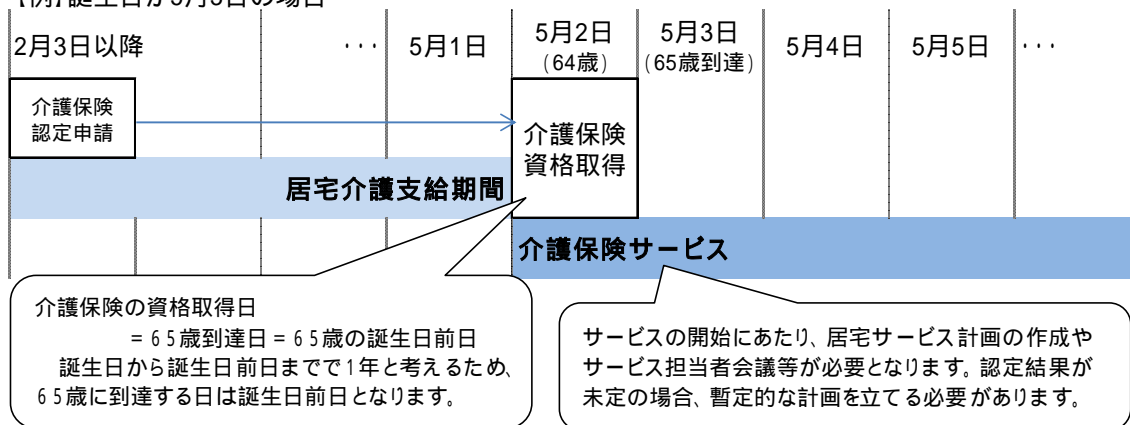 2月3日以降
･･･
5月1日
5月2日
(64歳)
5月3日
(65歳到達)
5月4日
5月5日
･･･
介護保険
認定申請
介護保険
資格取得
居宅介護支給期間
介護保険サービス
介護保険の資格取得日
=65歳到達日=65歳の誕生日前日
誕生日から誕生日前日までで1年と考えるため、
65歳に到達する日は誕生日前日となります。
サービスの開始にあたり、居宅サービス計画の作成や
サービス担当者会議等が必要となります。認定結果が
未定の場合、暫定的な計画を立てる必要があります。